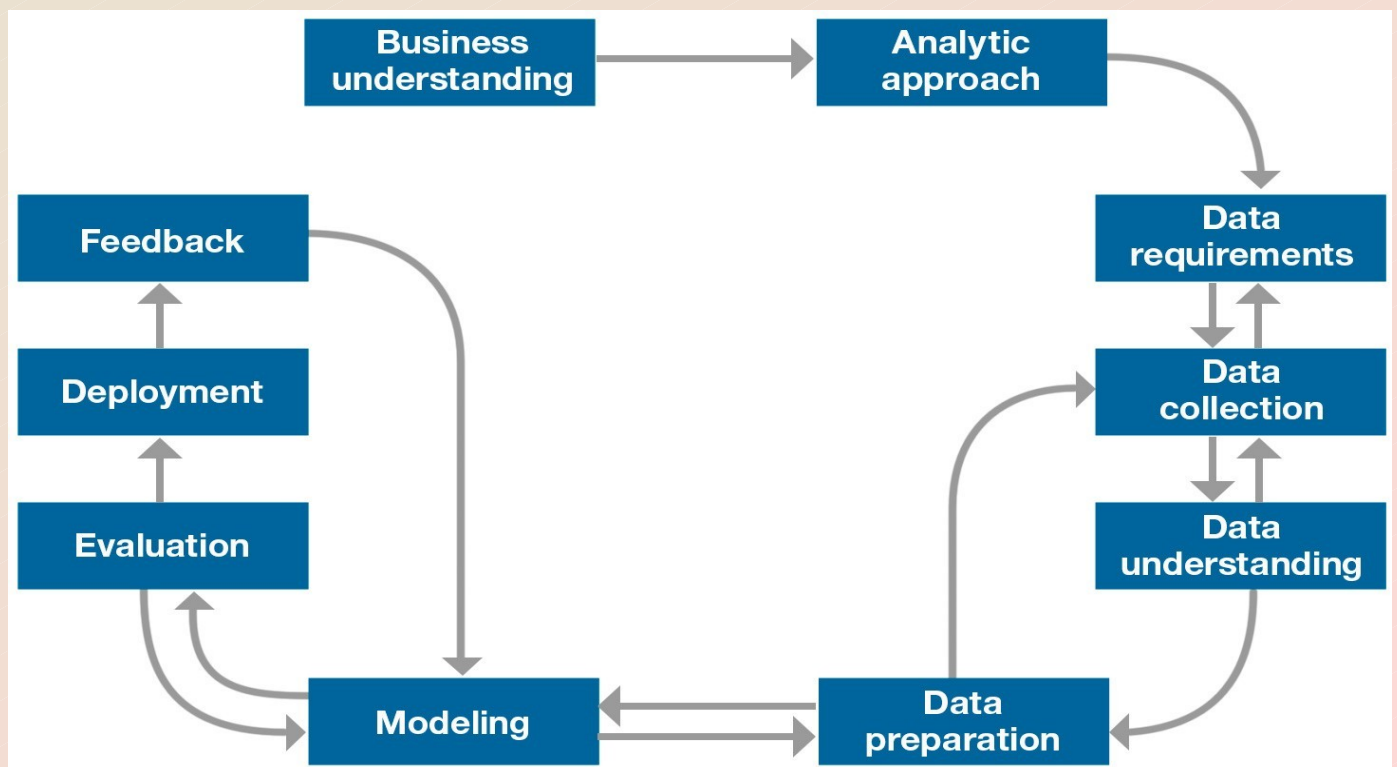 Business
understanding
Analytic
approach
Data
requirements
Data
collection
Data
understanding
Data
preparation
Modeling
Evaluation
Deployment
Feedback